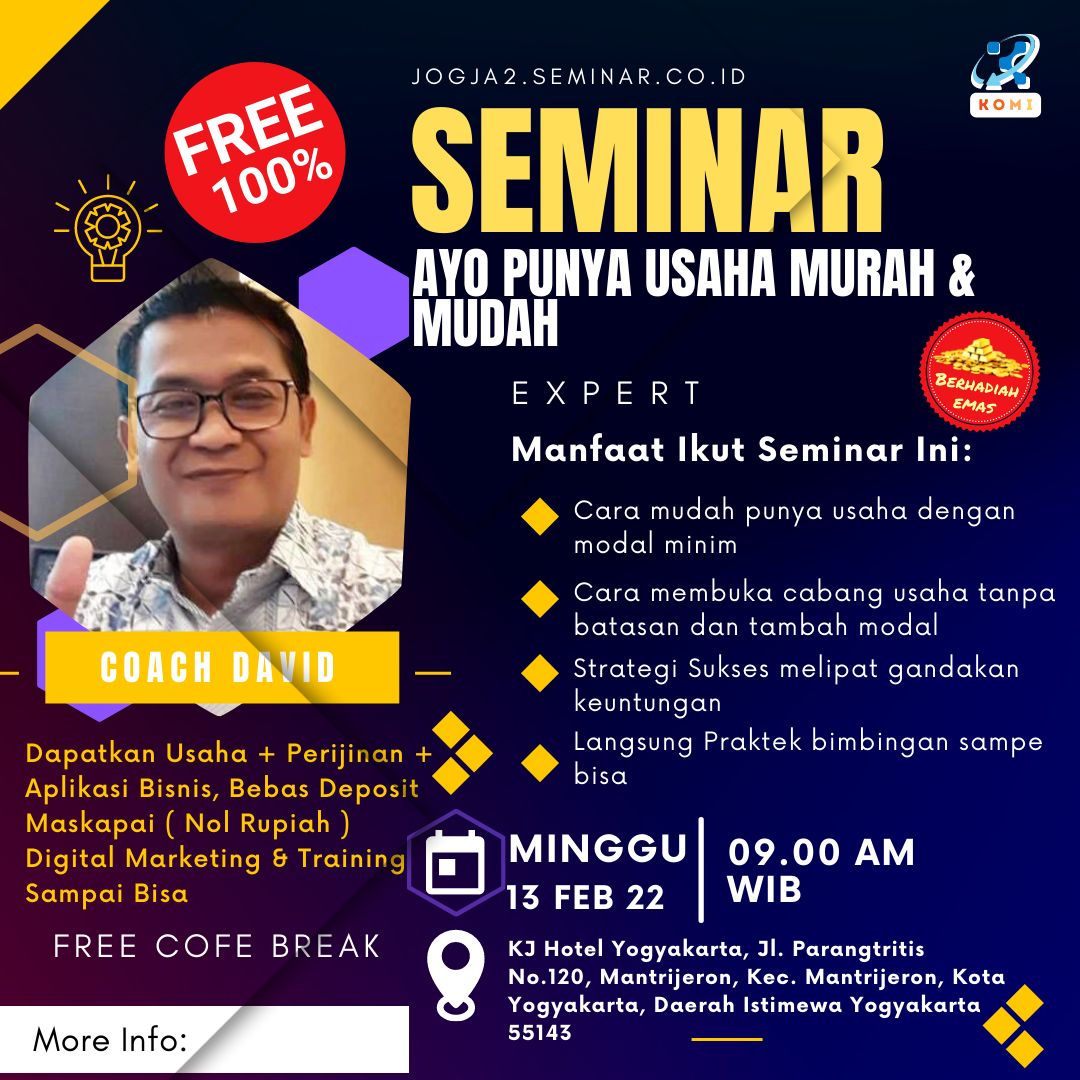 JOGJA2.SEMINAR.CO.ID
KOMI
FREE
100%
SEMINAR
AYO PUNYA USAHA MURAH &
MUDAH
BERHADIAH
EMAS
EXPERT
Manfaat Ikut Seminar Ini:
Cara mudah punya usaha dengan
modal minim
Cara membuka cabang usaha tanpa
batasan dan tambah modal
Strategi Sukses melipat gandakan
keuntungan
Langsung Praktek bimbingan sampe
bisa
COACH DAVID
Dapatkan Usaha + Perijinan +
Aplikasi Bisnis, Bebas Deposit
Maskapai ( Nol Rupiah )
Digital Marketing & Training
Sampai Bisa
FREE COFE BREAK
MINGGU
13 FEB 22
09.00 AM
WIB
KJ Hotel Yogyakarta, Jl. Parangtritis
No.120, Mantrijeron, Kec. Mantrijeron, Kota
Yogyakarta, Daerah Istimewa Yogyakarta
55143
More Info: